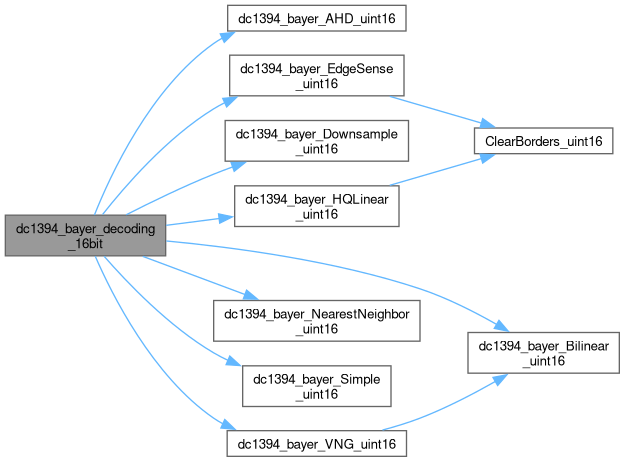 dc1394_bayer_AHD_uint16
dc1394_bayer_EdgeSense
_uint16
dc1394_bayer_Downsample
_uint16
ClearBorders_uint16
dc1394_bayer_HQLinear
_uint16
dc1394_bayer_decoding
_16bit
dc1394_bayer_NearestNeighbor
_uint16
dc1394_bayer_Bilinear
_uint16
dc1394_bayer_Simple
_uint16
dc1394_bayer_VNG_uint16